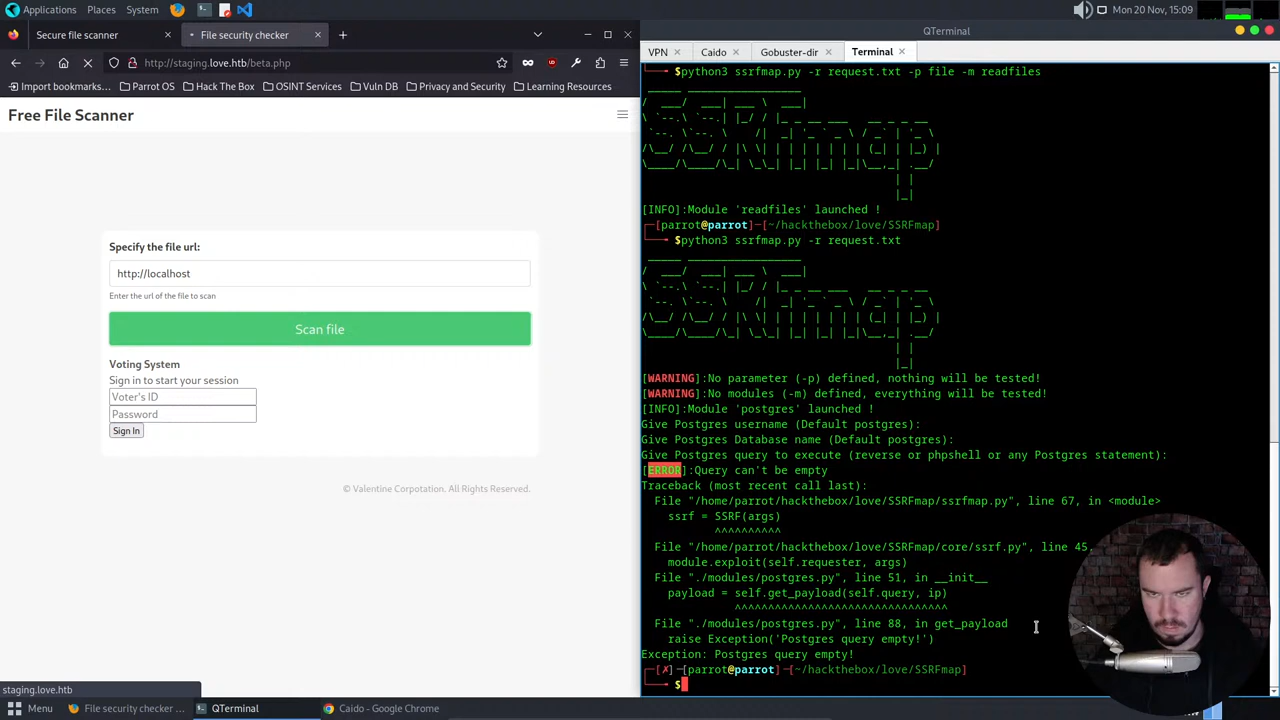 Applications Places System Mon 20 Nov, 15:09
Secure file scanner
File security checker
http://staging.love.htb/beta.php
Import bookmarks... Parrot OS Hack The Box OSINT Services Vuln DB Privacy and Security Learning Resources
Free File Scanner
Specify the file url:
http://localhost
Enter the url of the file to scan
Scan file
Voting System
Sign in to start your session
Voter's ID
Password
Sign In
© Valentine Corpotation. All Rights Reserved.
staging.love.htb
QTerminal
VPN Caido Gobuster-dir Terminal
$python3 ssrfmap.py -r request.txt -p file -m readfiles
[INFO]:Module 'readfiles' launched !
[parrot@parrot]-[~/hackthebox/love/SSRFmap]
$python3 ssrfmap.py -r request.txt
[WARNING]:No parameter (-p) defined, nothing will be tested!
[WARNING]:No modules (-m) defined, everything will be tested!
[INFO]:Module 'postgres' launched !
Give Postgres username (Default postgres):
Give Postgres Database name (Default postgres):
Give Postgres query to execute (reverse or phpshell or any Postgres statement):
[ERROR]:Query can't be empty
Traceback (most recent call last):
File "/home/parrot/hackthebox/love/SSRFmap/ssrfmap.py", line 67, in <module>
ssrf = SSRF(args)
^^^^^^^^^^
File "/home/parrot/hackthebox/love/SSRFmap/core/ssrf.py", line 45,
module.exploit(self.requester, args)
File "./modules/postgres.py", line 51, in __init__
payload = self.get_payload(self.query, ip)
^^^^^^^^^^^^^^^^^^^^^^^^^^^^^^^^
File "./modules/postgres.py", line 88, in get_payload
raise Exception('Postgres query empty!')
Exception: Postgres query empty!
[✗]-[parrot@parrot]-[~/hackthebox/love/SSRFmap]
$
Menu File security checker ... QTerminal Caido - Google Chrome